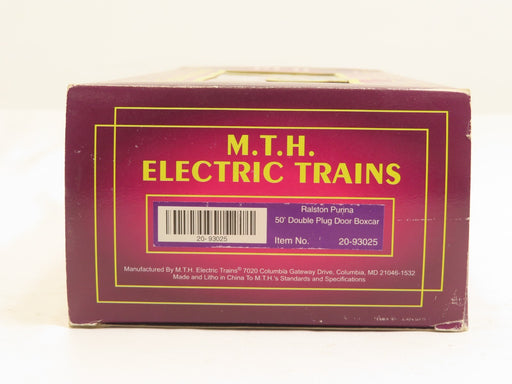 M.T.H.
ELECTRIC TRAINS
Ralston Purina
50' Double Plug Door Boxcar
20-93025
Item No. 20-93025
Manufactured By M.T.H. Electric Trains® 7020 Columbia Gateway Drive, Columbia, MD 21046-1532
Made and Litho in China To M.T.H.'s Standards and Specifications